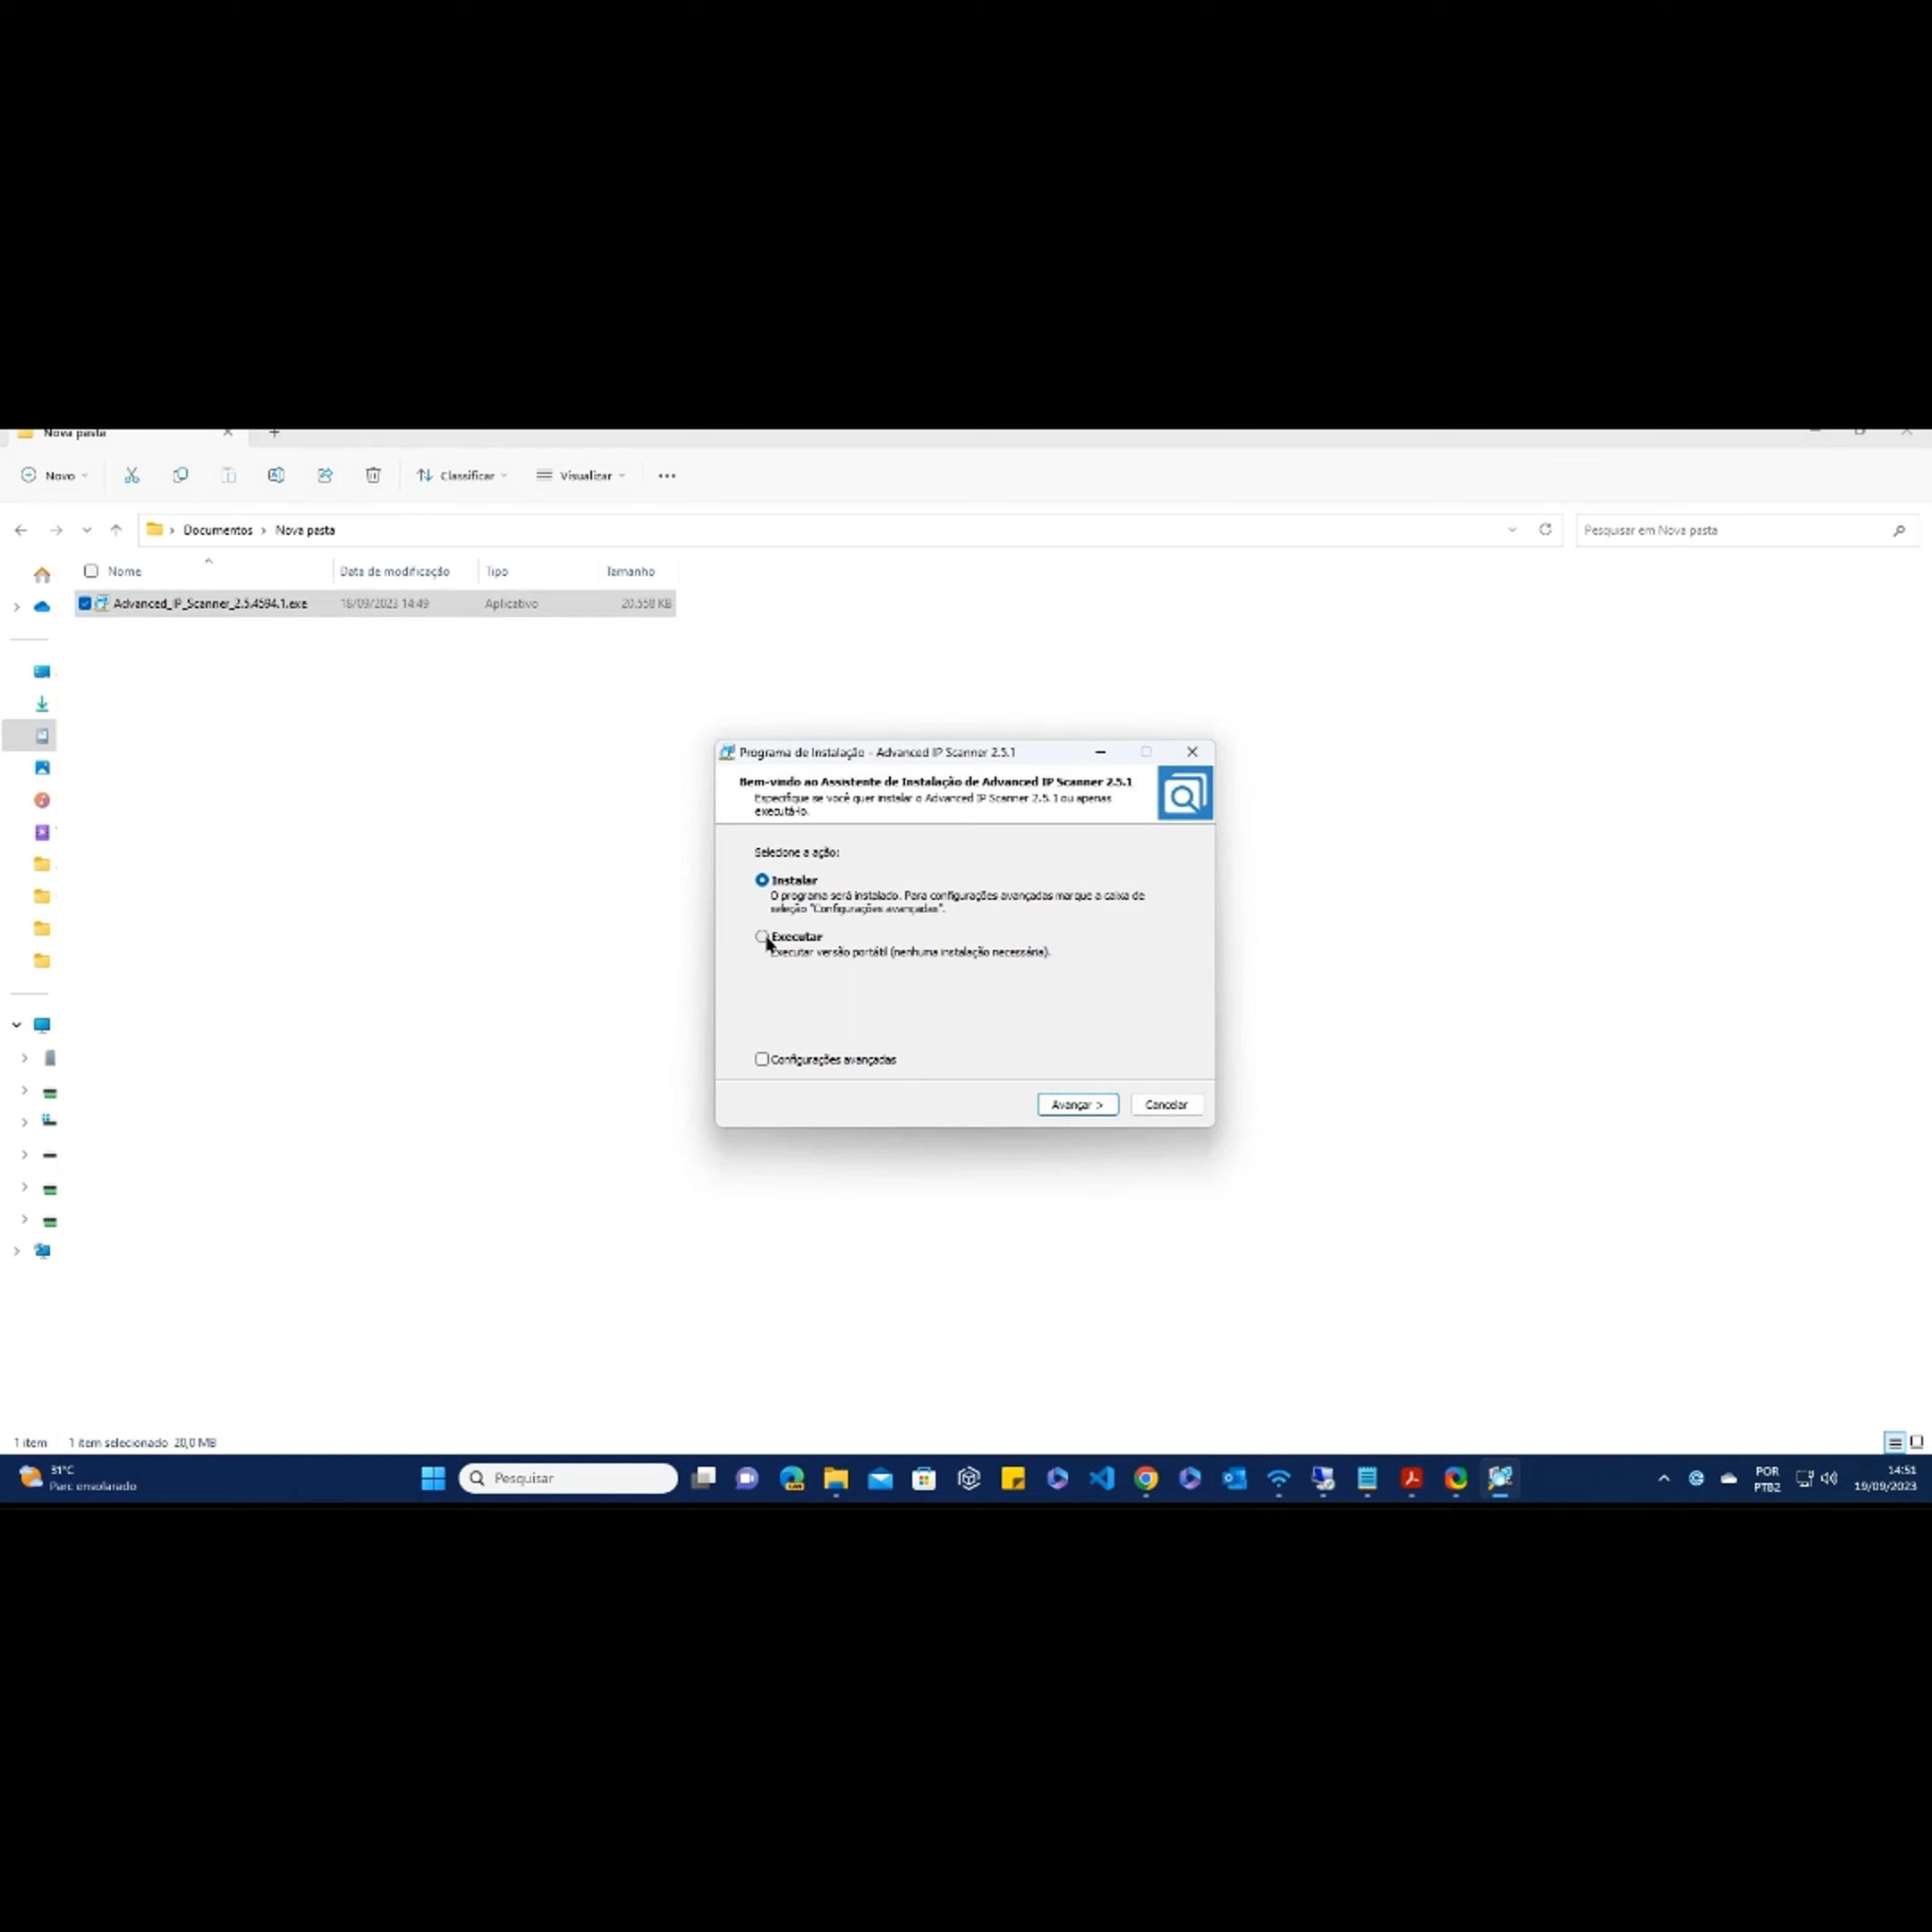 Nova pasta
Novo
Classificar
Visualizar
Documentos > Nova pasta
Pesquisar em Nova pasta
Nome Data de modificação Tipo Tamanho
Advanced_IP_Scanner_2.5.4594.1.exe 18/09/2023 14:49 Aplicativo 20.558 KB
Programa de Instalação - Advanced IP Scanner 2.5.1
Bem-vindo ao Assistente de Instalação de Advanced IP Scanner 2.5.1
Especifique se você quer instalar o Advanced IP Scanner 2.5.1 ou apenas
executá-lo.
Selecione a ação:
Instalar
O programa será instalado. Para configurações avançadas marque a caixa de
seleção "Configurações avançadas".
Executar
Executar versão portátil (nenhuma instalação necessária).
Configurações avançadas
Avançar >
Cancelar
1 item 1 item selecionado 20,0 MB
31°C
Parc ensolarado
Pesquisar
POR
PTB2
14:51
19/09/2023